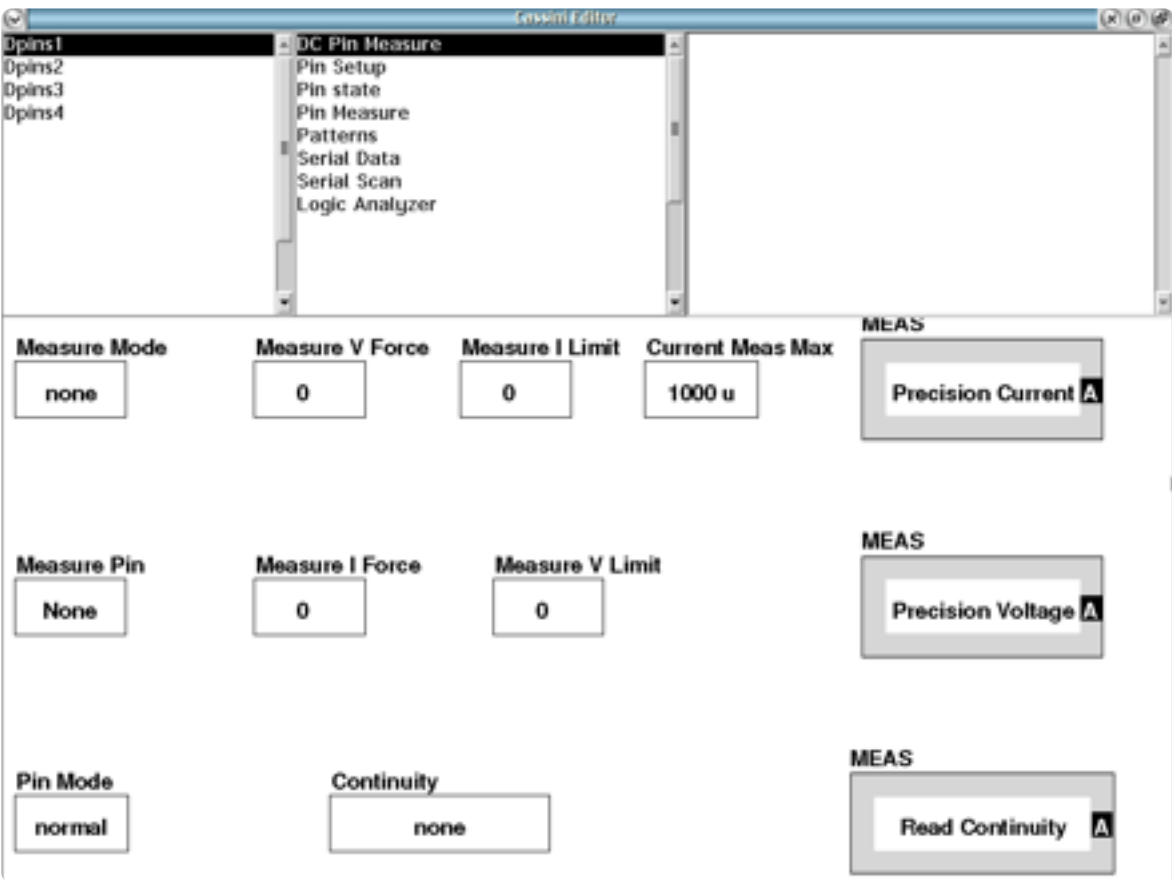 Cassini Editor
Dpins1
Dpins2
Dpins3
Dpins4
DC Pin Measure
Pin Setup
Pin state
Pin Measure
Patterns
Serial Data
Serial Scan
Logic Analyzer
Measure Mode
none
Measure V Force
0
Measure I Limit
0
Current Meas Max
1000 u
MEAS
Precision Current A
Measure Pin
None
Measure I Force
0
Measure V Limit
0
MEAS
Precision Voltage A
Pin Mode
normal
Continuity
none
MEAS
Read Continuity A